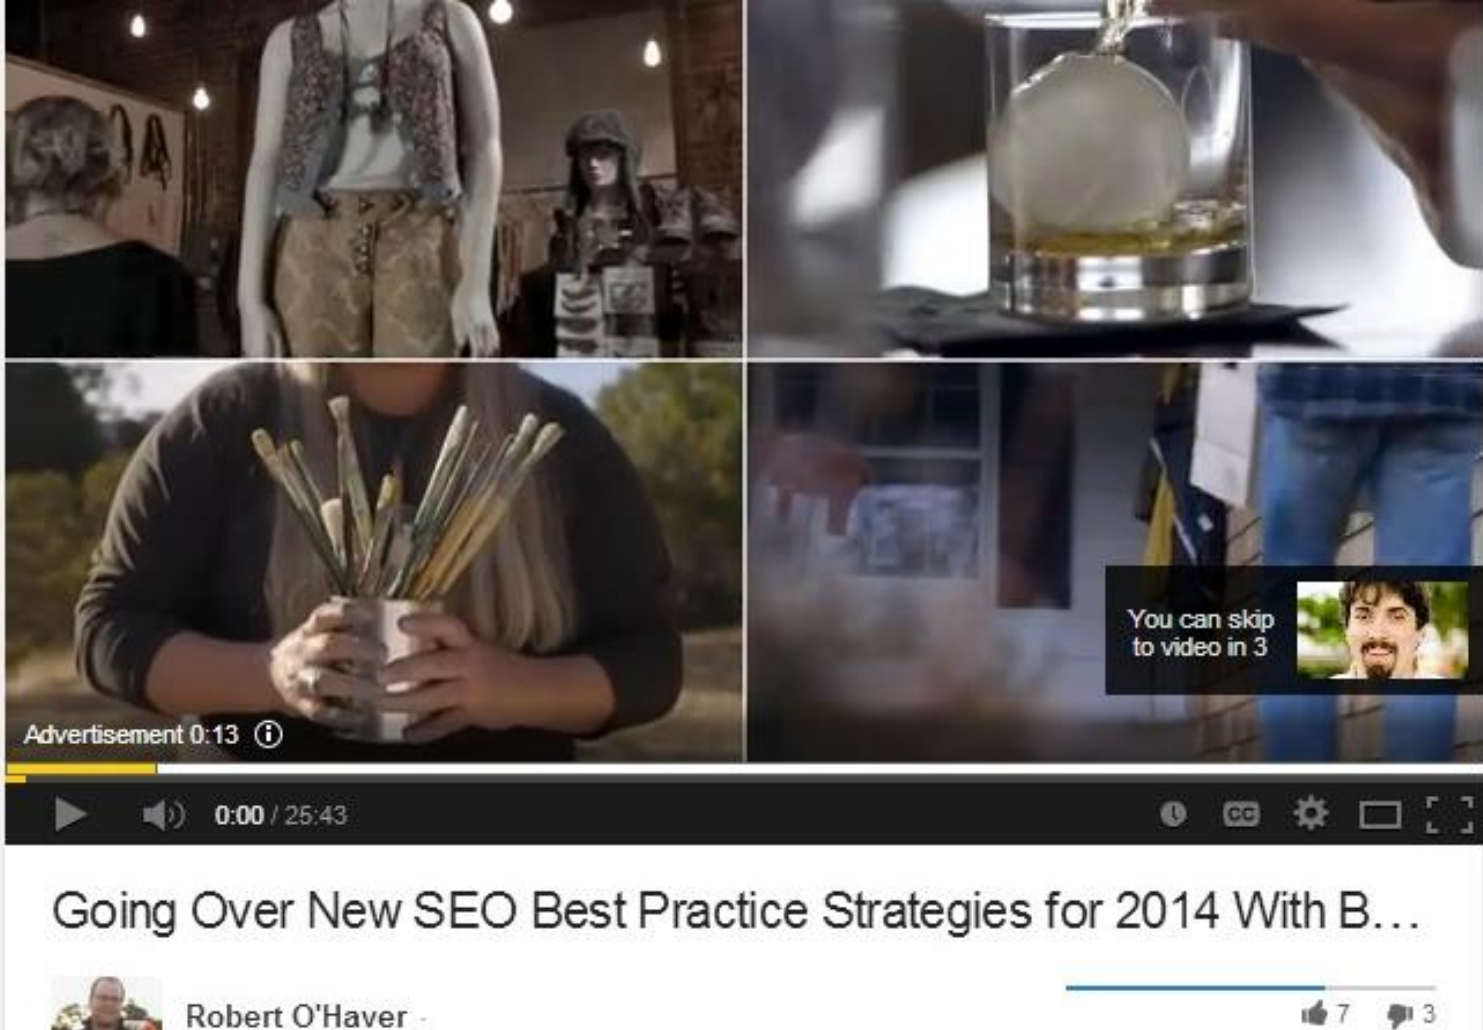 You can skip
to video in 3
Advertisement 0:13
0:00 / 25:43
CC
Going Over New SEO Best Practice Strategies for 2014 With B...
Robert O'Haver -
7 3